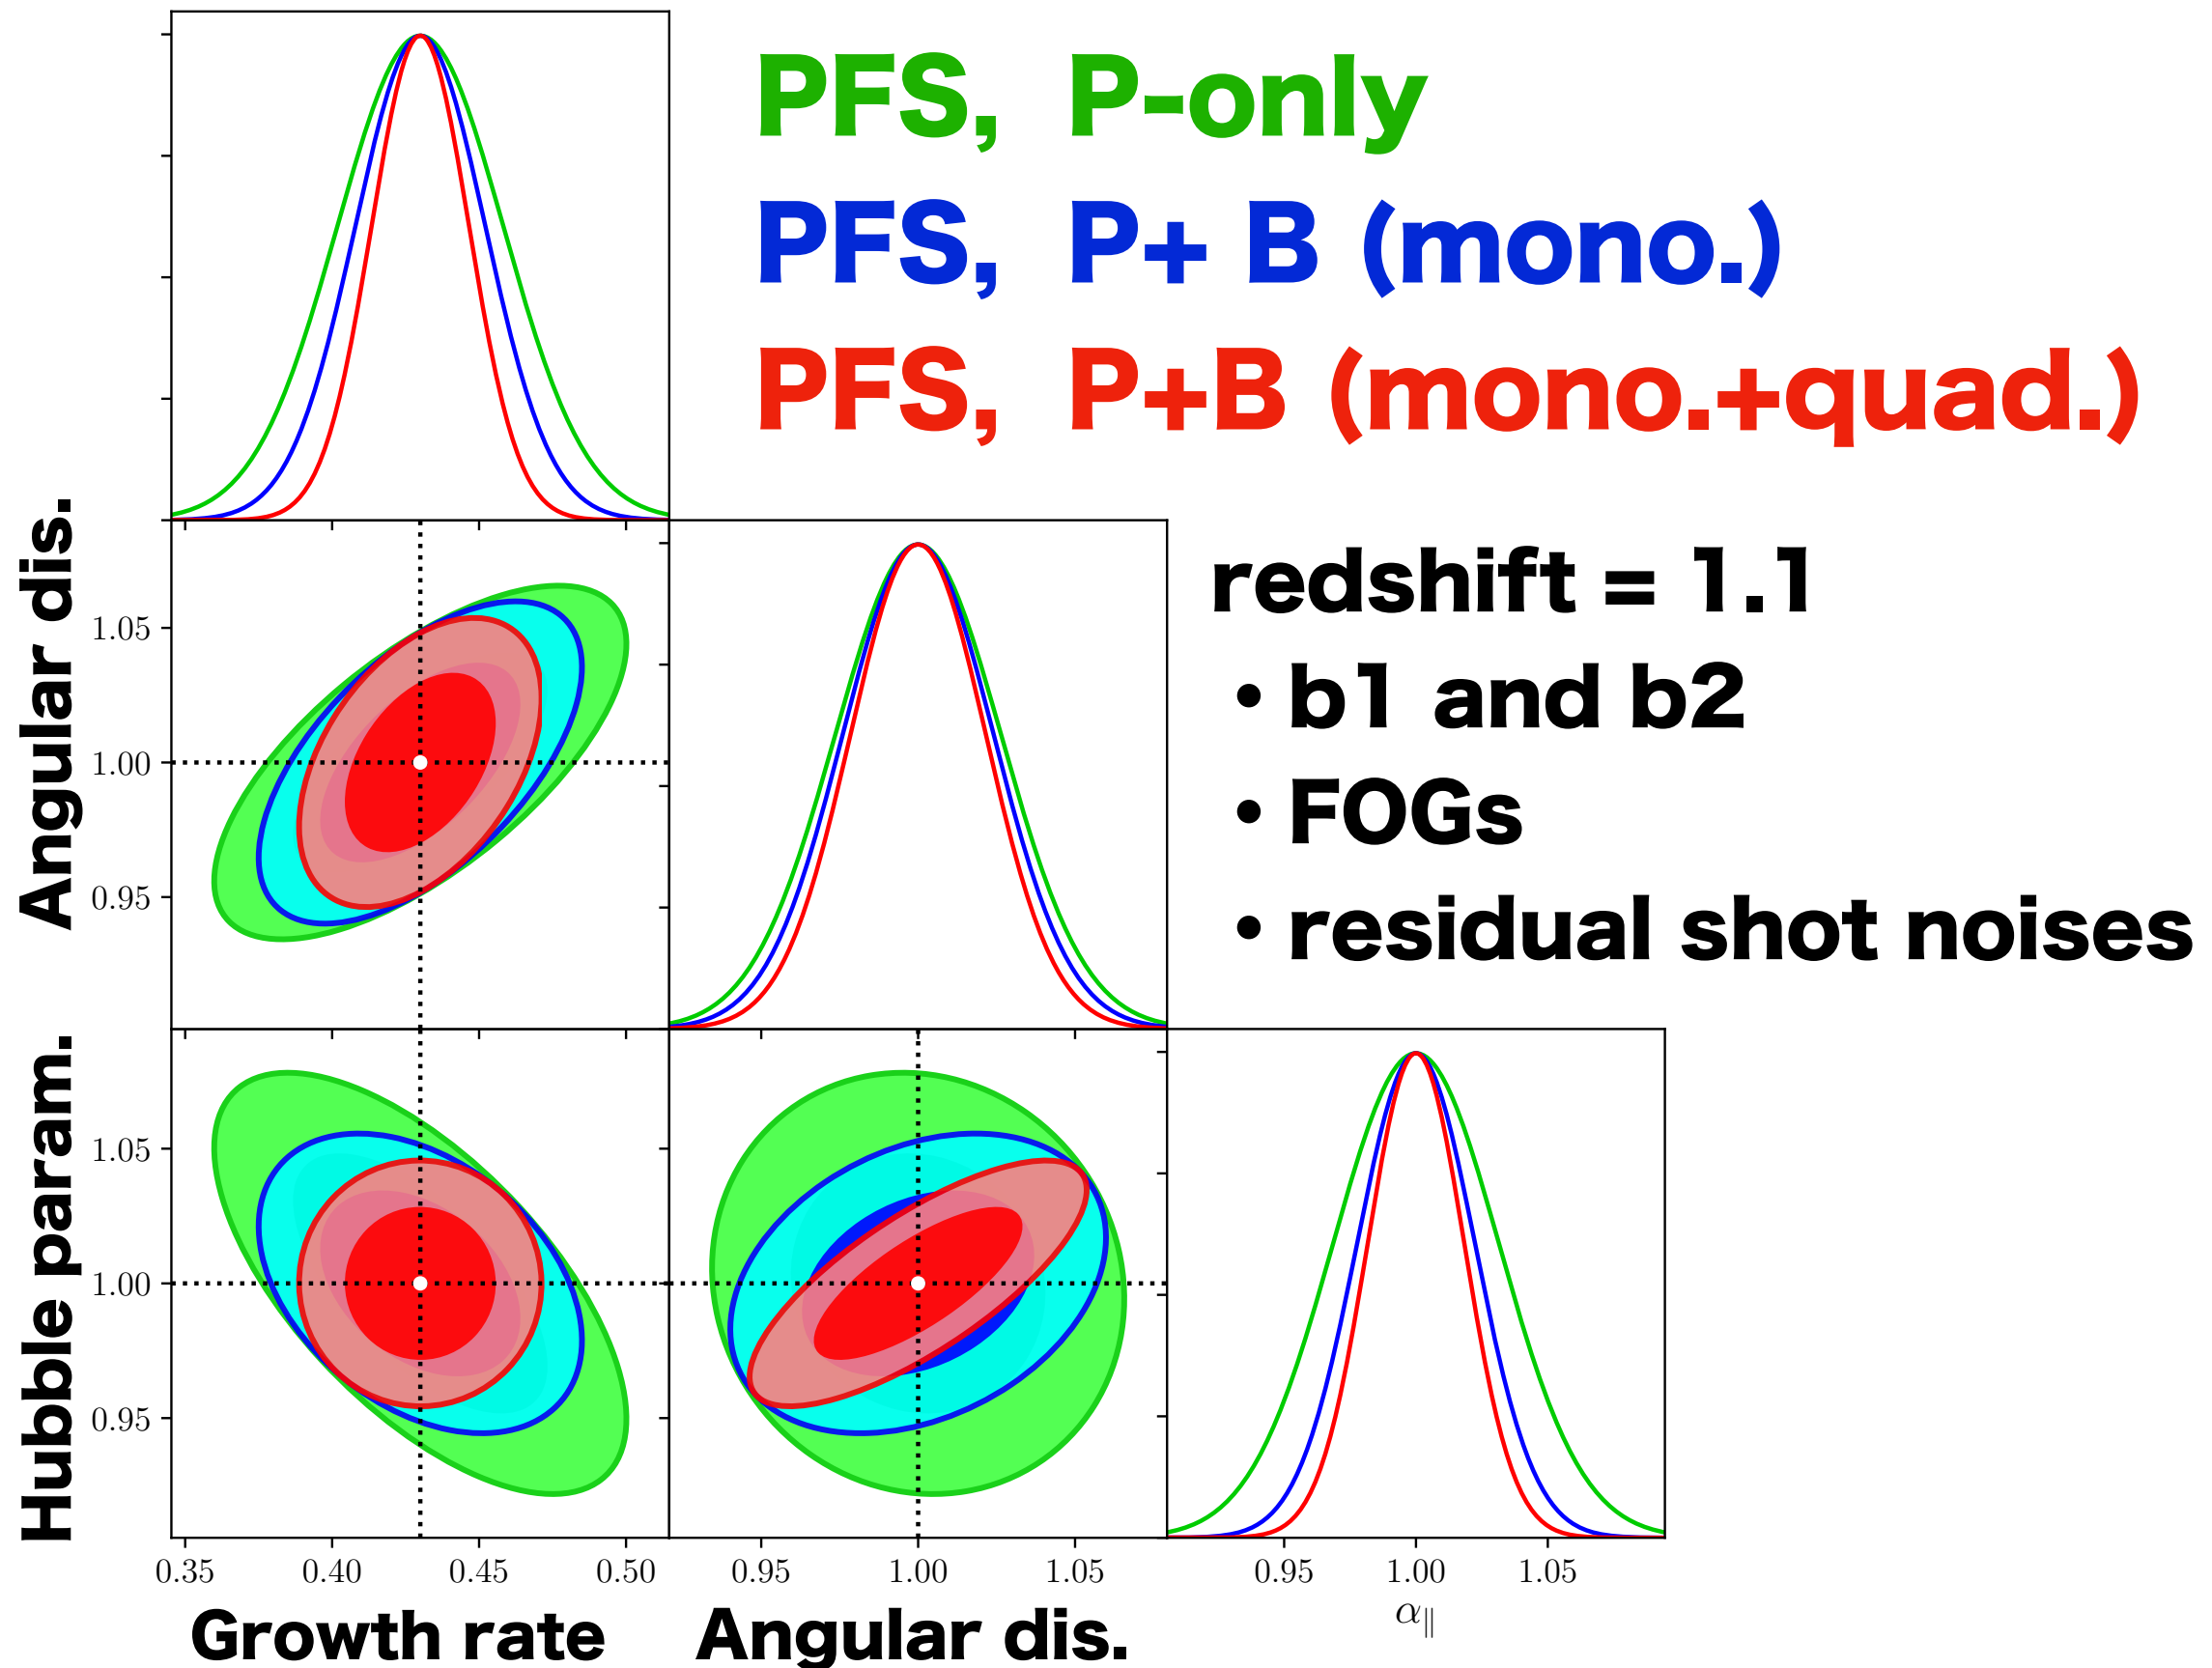 PFS, P-only
PFS, P+ B (mono.)
PFS, P+B (mono.+quad.)
redshift = 1.1
• b1 and b2
• FOGs
• residual shot noises
Angular dis.
1.05
1.00
0.95
Hubble param.
1.05
1.00
0.95
0.35 0.40 0.45 0.50 0.95 1.00 1.05 0.95 1.00 1.05
Growth rate Angular dis. α∥